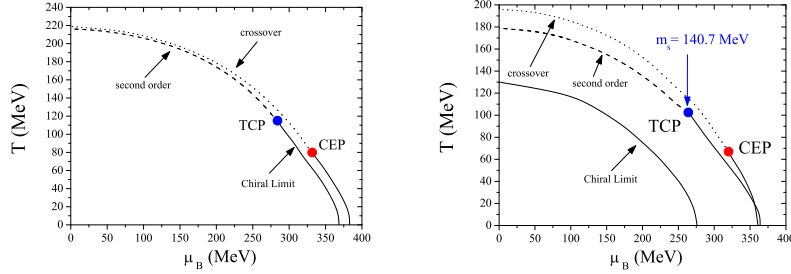 240
220
200
180
160
140
120
100
80
60
40
20
0
T (MeV)
crossover
second order
TCP
CEP
Chiral Limit
0 50 100 150 200 250 300 350 400
μ_B (MeV)
200
180
160
140
120
100
80
60
40
20
0
T (MeV)
m_s= 140.7 MeV
crossover
second order
TCP
CEP
Chiral Limit
0 50 100 150 200 250 300 350 400
μ_B (MeV)